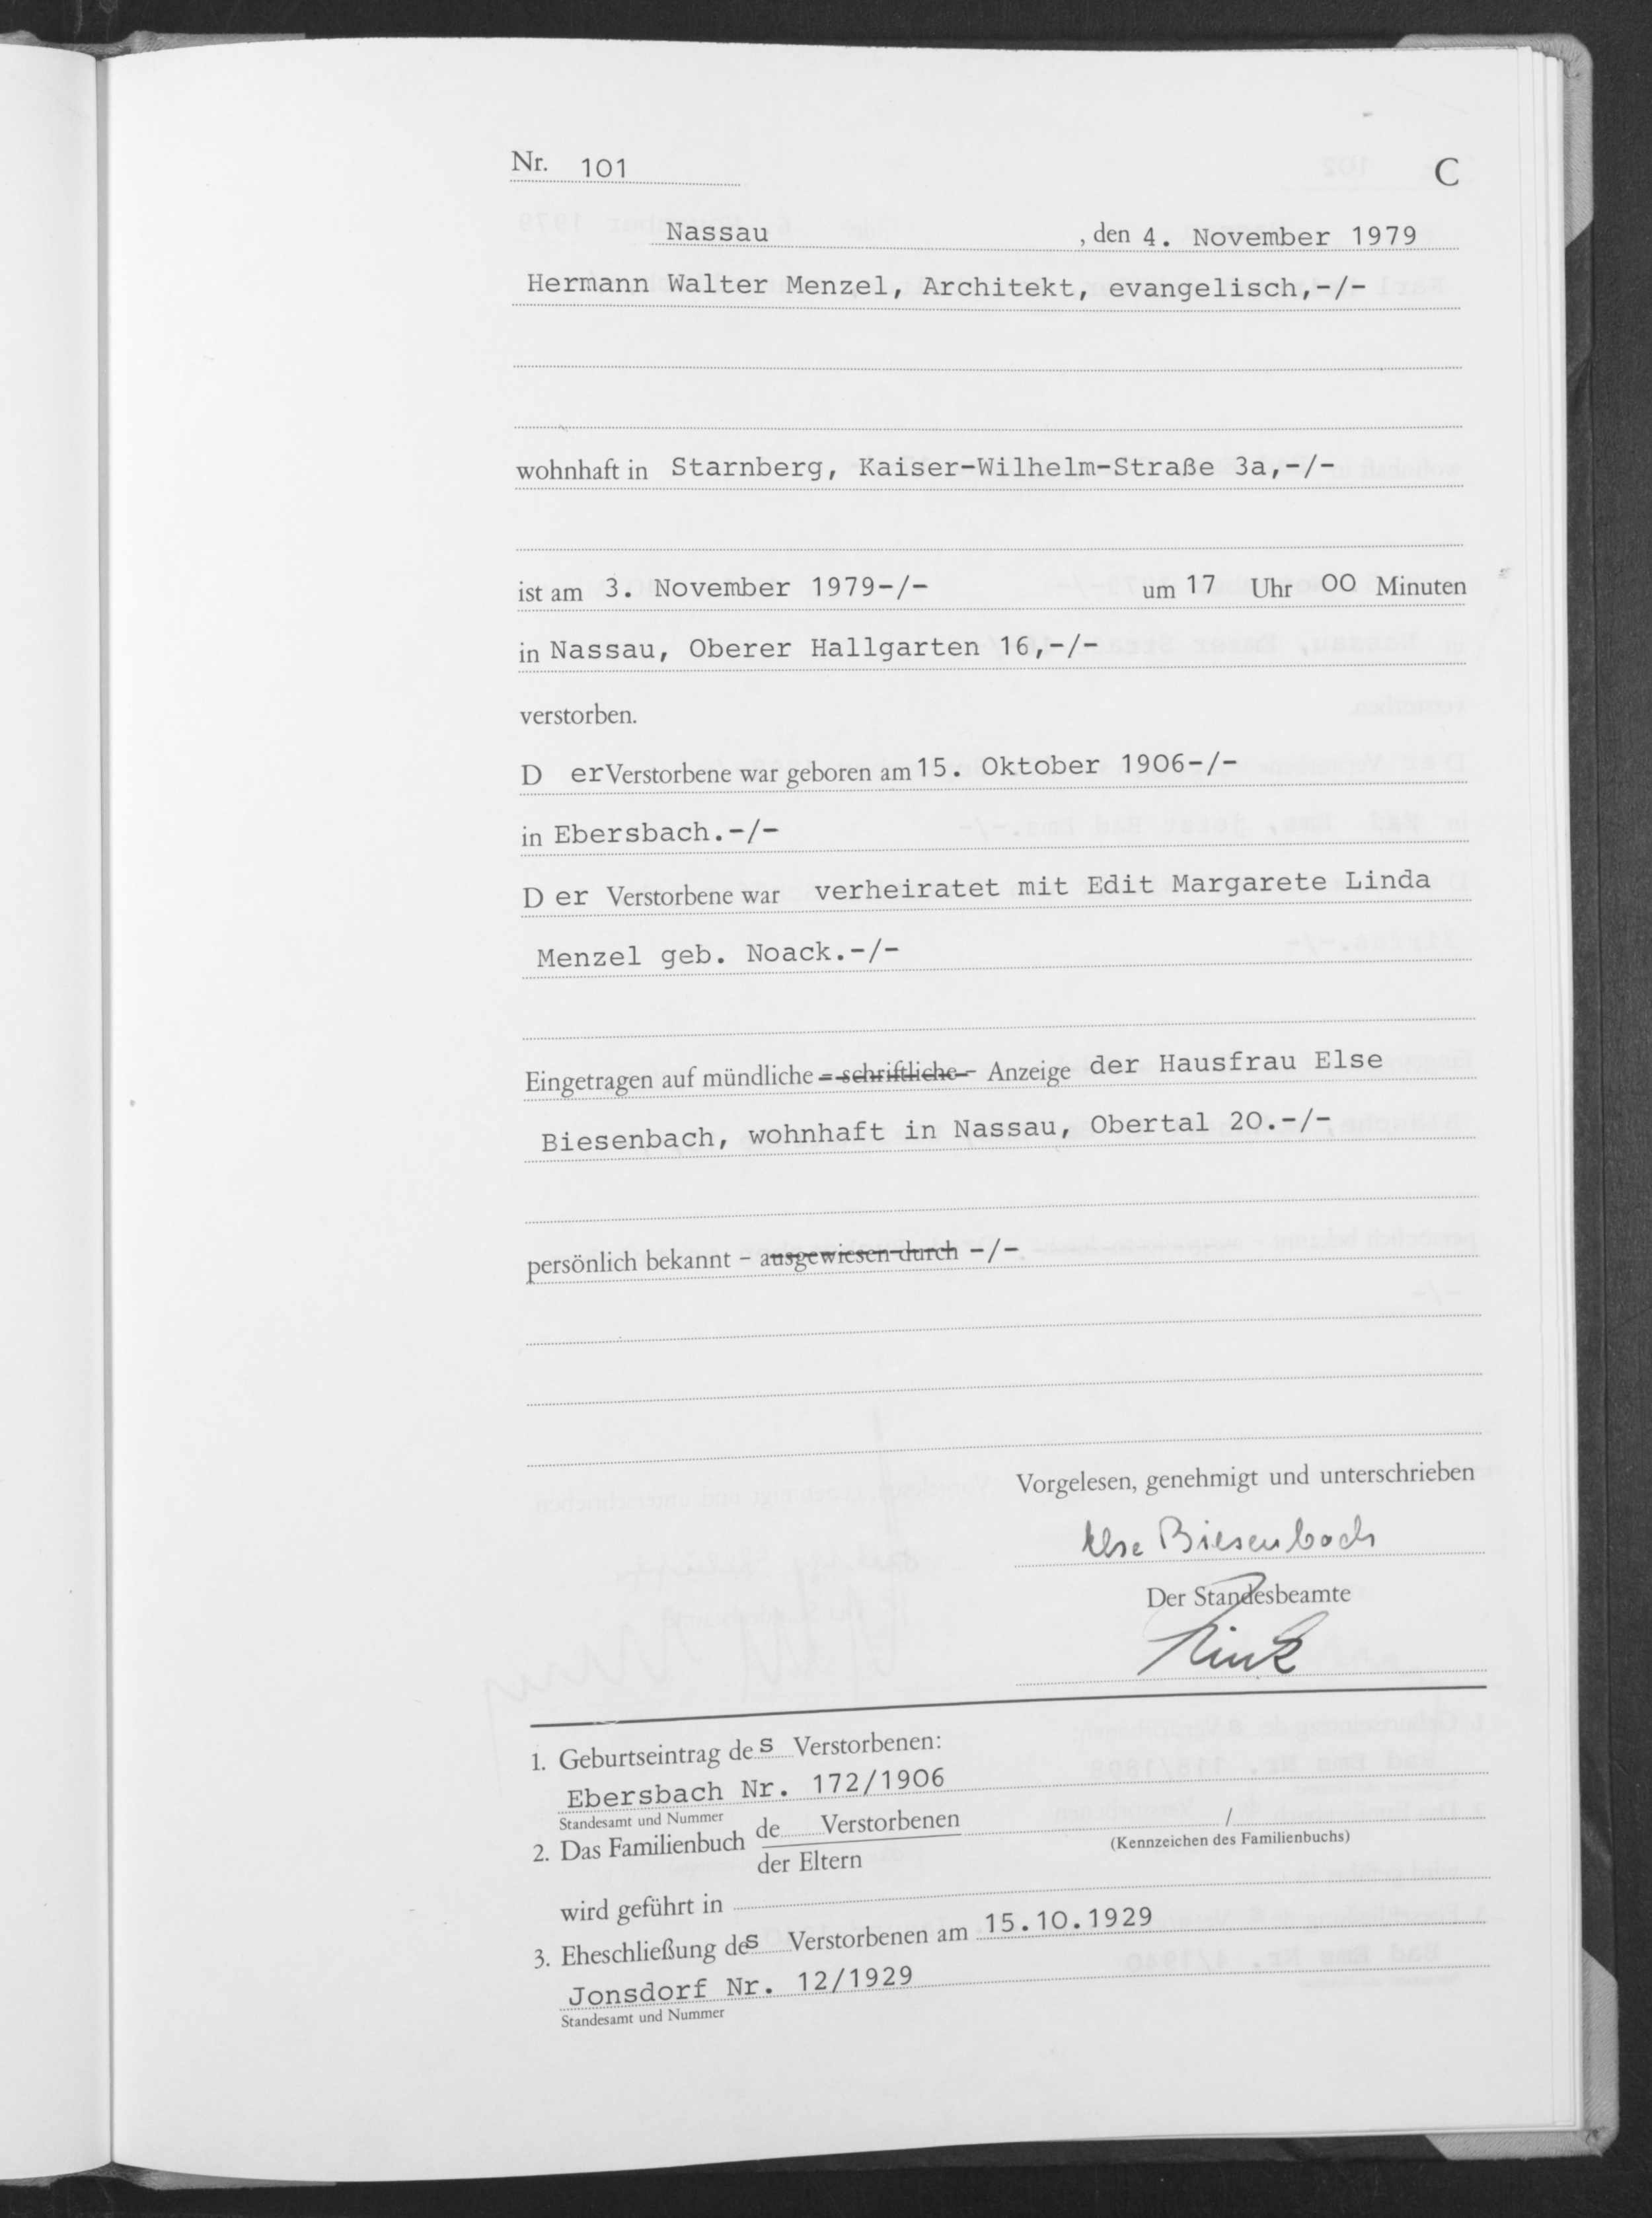 Nr. 101 C
Nassau , den 4. November 1979
Hermann Walter Menzel, Architekt, evangelisch,-/-
wohnhaft in Starnberg, Kaiser-Wilhelm-Straße 3a,-/-
ist am 3. November 1979-/- um 17 Uhr 00 Minuten
in Nassau, Oberer Hallgarten 16,-/-
verstorben.
D er Verstorbene war geboren am 15. Oktober 1906-/-
in Ebersbach.-/-
D er Verstorbene war verheiratet mit Edit Margarete Linda
Menzel geb. Noack.-/-
Eingetragen auf mündliche - schriftliche - Anzeige der Hausfrau Else
Biesenbach, wohnhaft in Nassau, Obertal 20.-/-
persönlich bekannt - ausgewiesen durch -/-
Vorgelesen, genehmigt und unterschrieben
Else Biesenbach
Der Standesbeamte
1. Geburtseintrag des Verstorbenen:
Ebersbach Nr. 172/1906
Standesamt und Nummer
2. Das Familienbuch de Verstorbenen /
der Eltern (Kennzeichen des Familienbuchs)
wird geführt in
3. Eheschließung des Verstorbenen am 15.10.1929
Jonsdorf Nr. 12/1929
Standesamt und Nummer